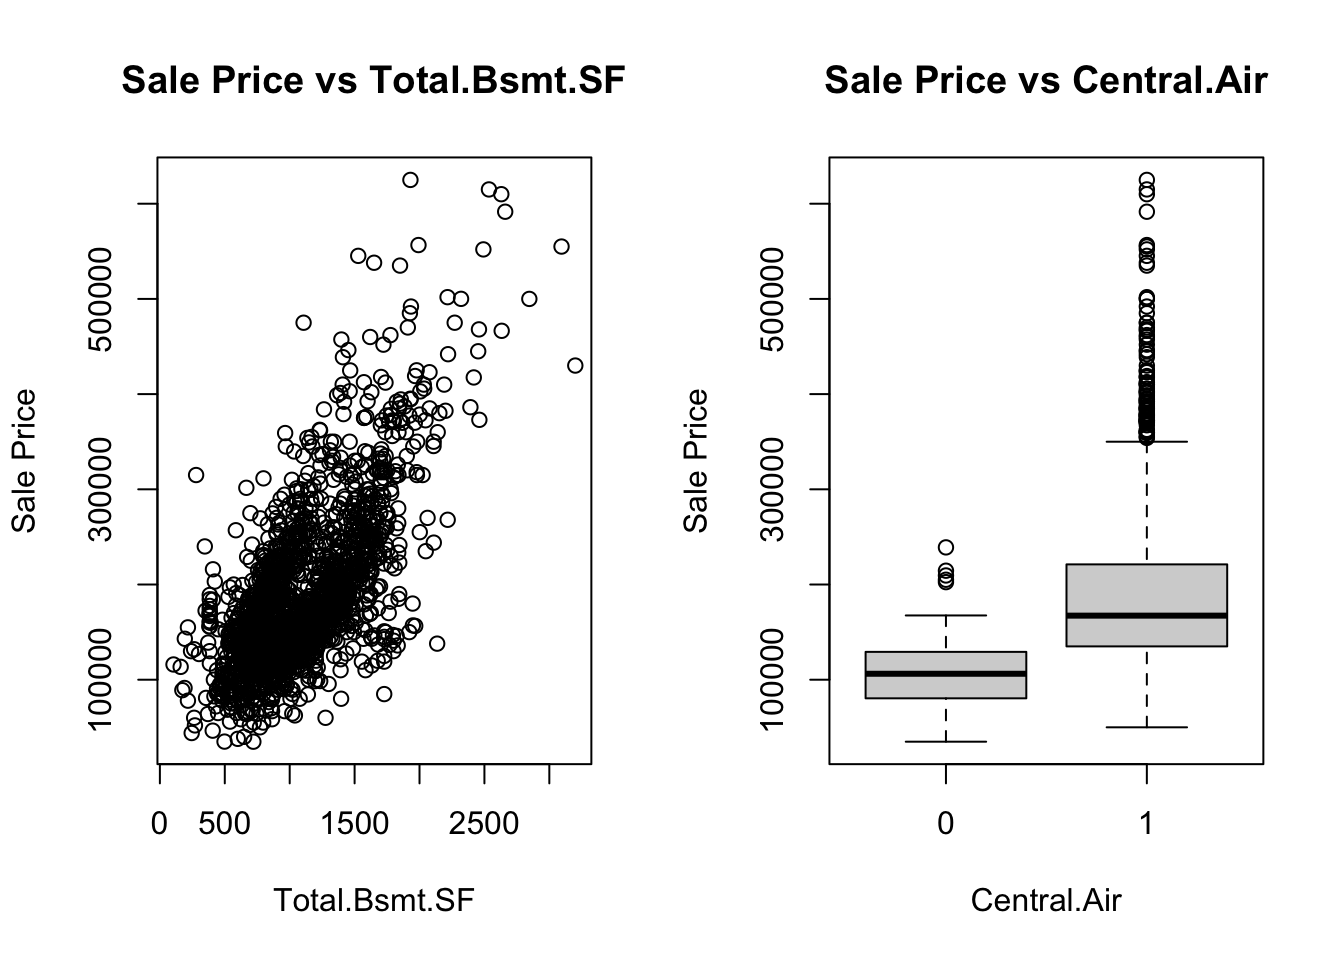 Sale Price vs Total.Bsmt.SF
Sale Price
500000
300000
100000
0 500 1500 2500
Total.Bsmt.SF
Sale Price vs Central.Air
Sale Price
500000
300000
100000
0 1
Central.Air